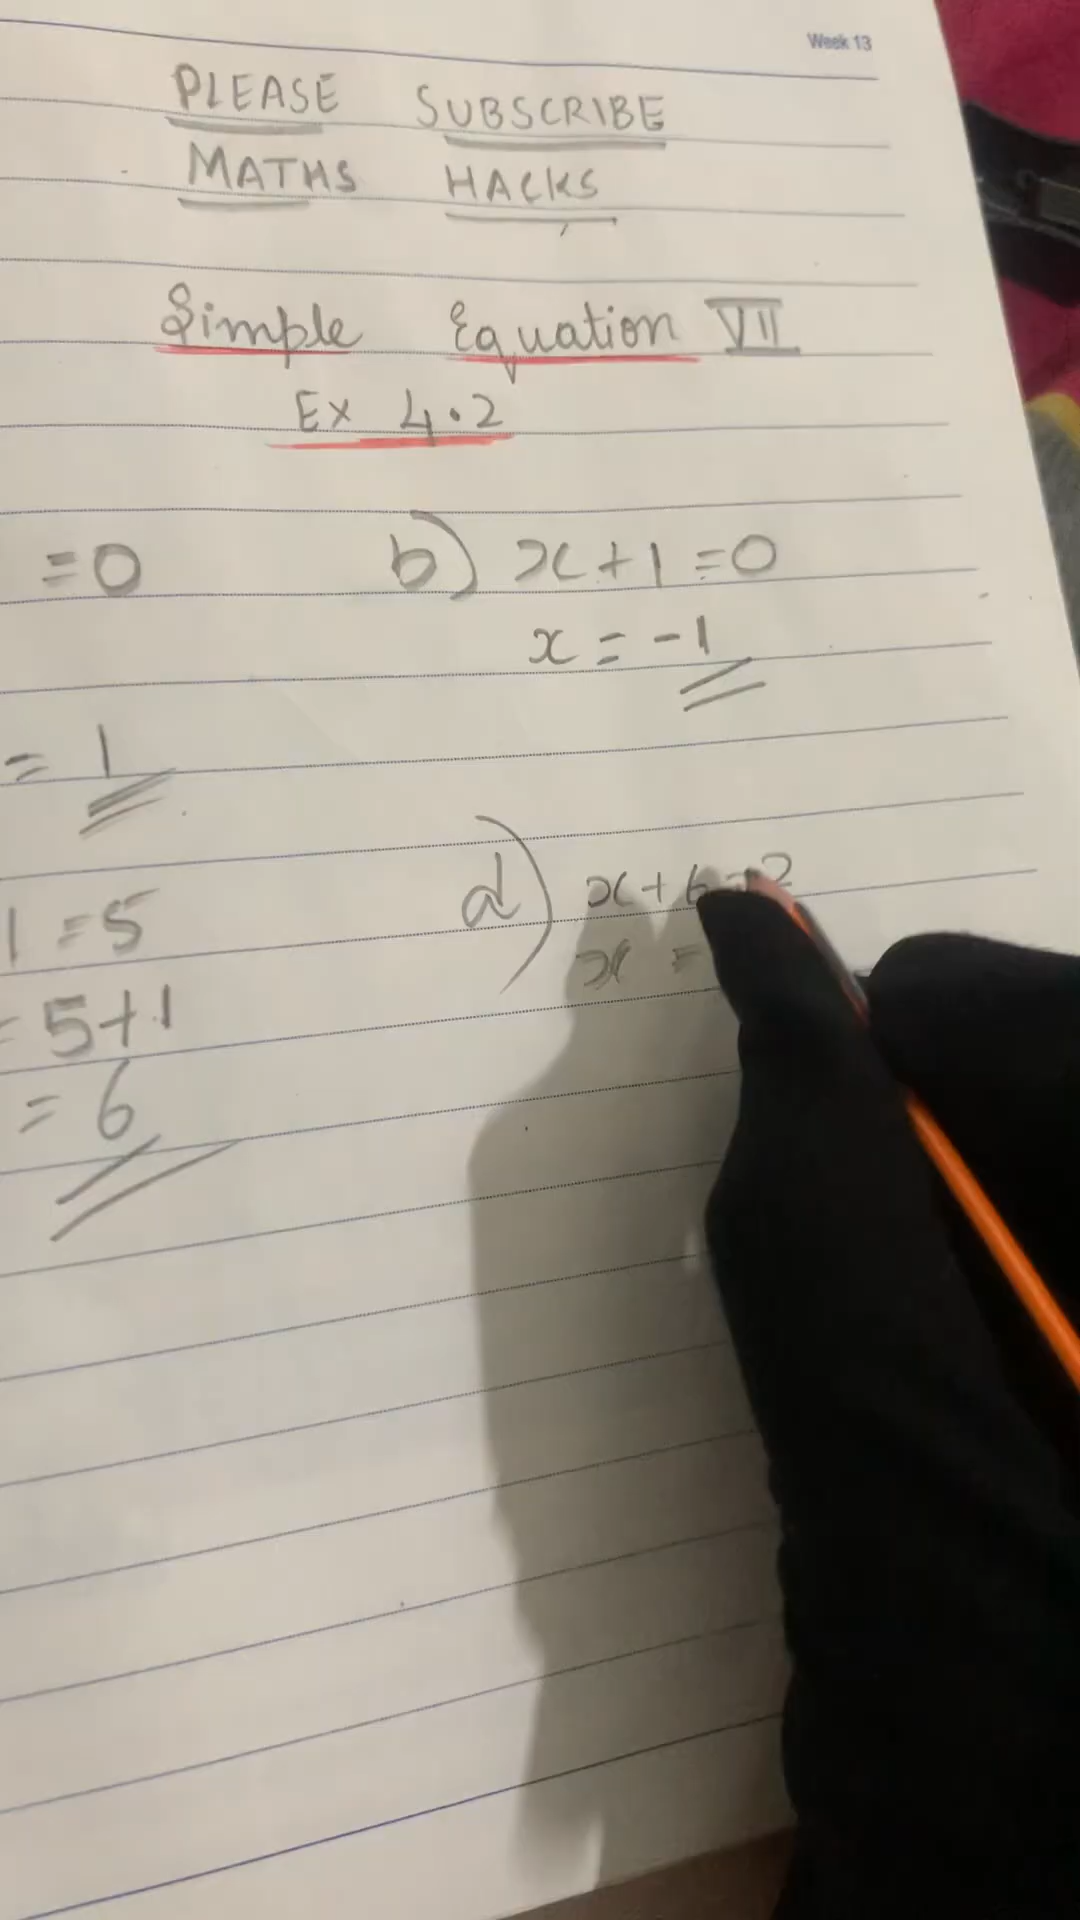 Week 13
PLEASE SUBSCRIBE
MATHS HACKS
Simple Equation VII
Ex 4.2
=0
= 1
b) x+1=0
x = -1
1 =5
= 5+1
= 6
d) x+6=2
x =